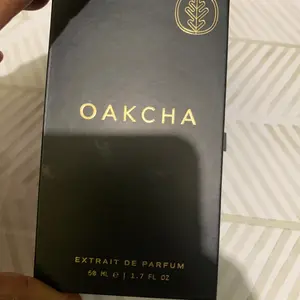 OAKCHA
EXTRAIT DE PARFUM
50 ML ℮ | 1.7 FL OZ